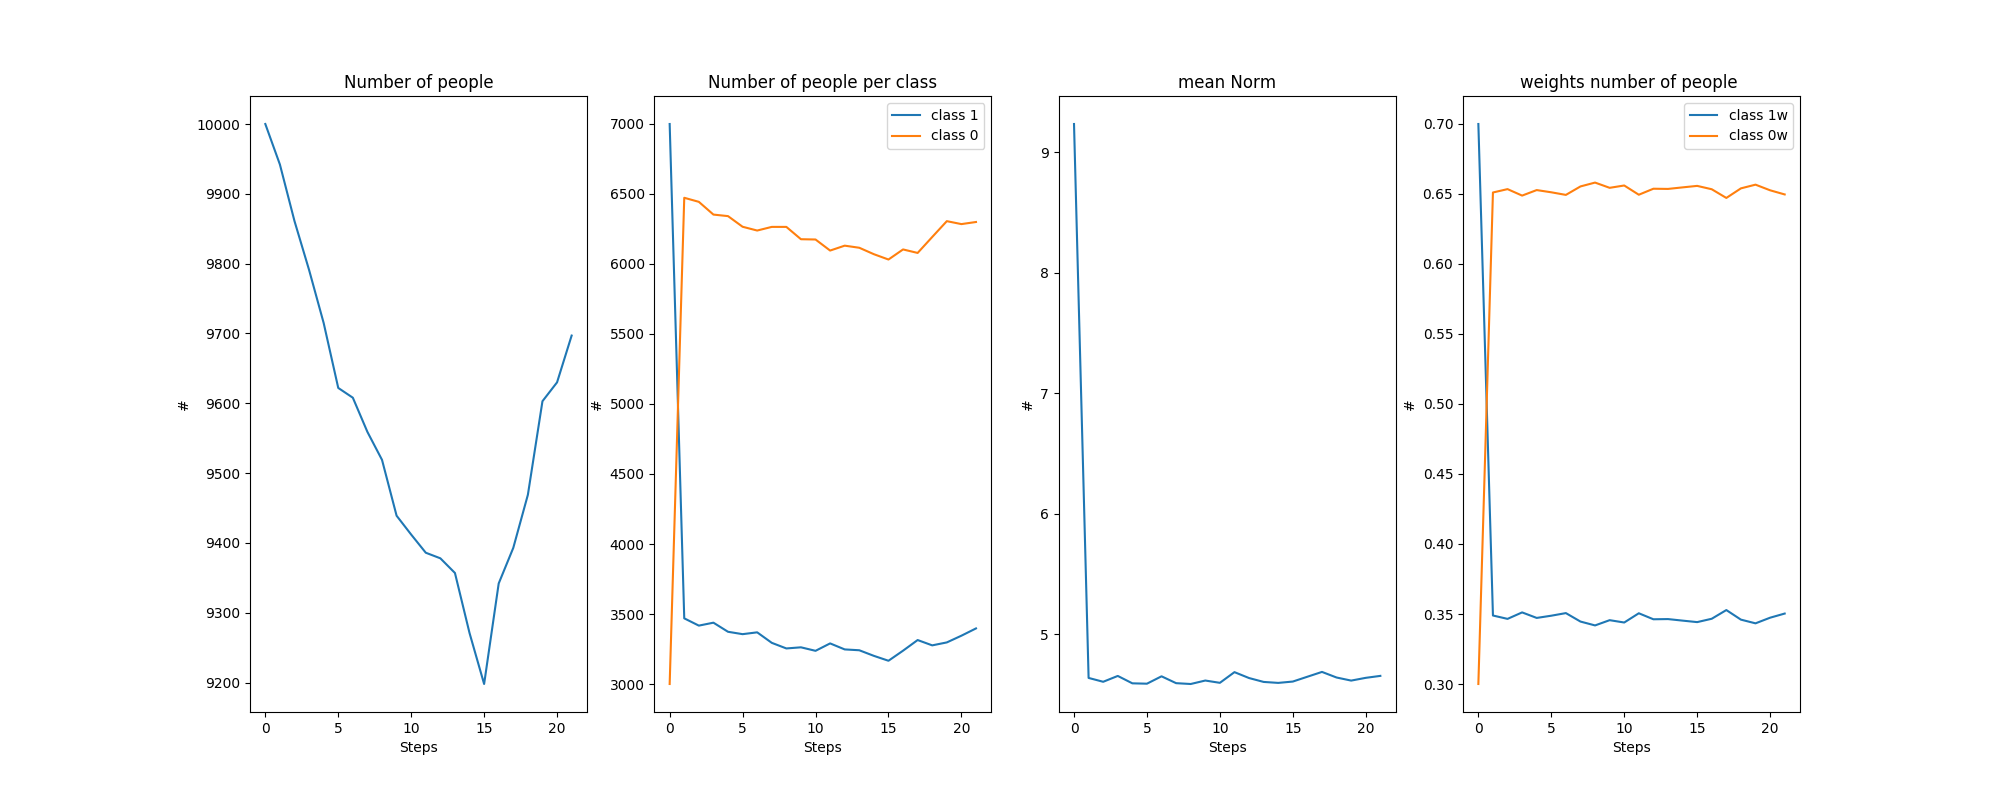 Number of people
10000
9900
9800
9700
9600
9500
9400
9300
9200
#
0 5 10 15 20
Steps
Number of people per class
class 1
class 0
7000
6500
6000
5500
5000
4500
4000
3500
3000
#
0 5 10 15 20
Steps
mean Norm
9
8
7
6
5
#
0 5 10 15 20
Steps
weights number of people
class 1w
class 0w
0.70
0.65
0.60
0.55
0.50
0.45
0.40
0.35
0.30
#
0 5 10 15 20
Steps